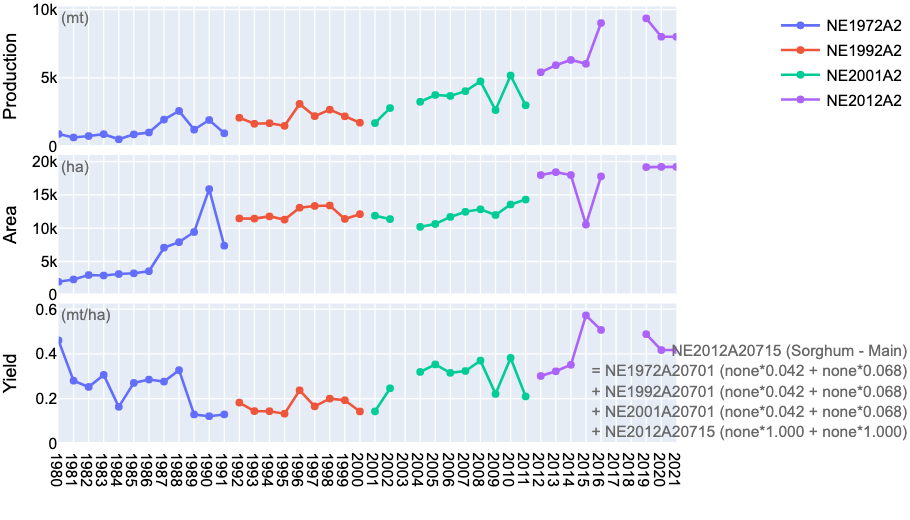 10k
(mt)
5k
0
Production
NE1972A2
NE1992A2
NE2001A2
NE2012A2
20k
(ha)
15k
10k
5k
0
Area
0.6
(mt/ha)
0.4
0.2
0
Yield
NE2012A20715 (Sorghum - Main)
= NE1972A20701 (none*0.042 + none*0.068)
+ NE1992A20701 (none*0.042 + none*0.068)
+ NE2001A20701 (none*0.042 + none*0.068)
+ NE2012A20715 (none*1.000 + none*1.000)
1980
1981
1982
1983
1984
1985
1986
1987
1988
1989
1990
1991
1992
1993
1994
1995
1996
1997
1998
1999
2000
2001
2002
2003
2004
2005
2006
2007
2008
2009
2010
2011
2012
2013
2014
2015
2016
2017
2018
2019
2020
2021